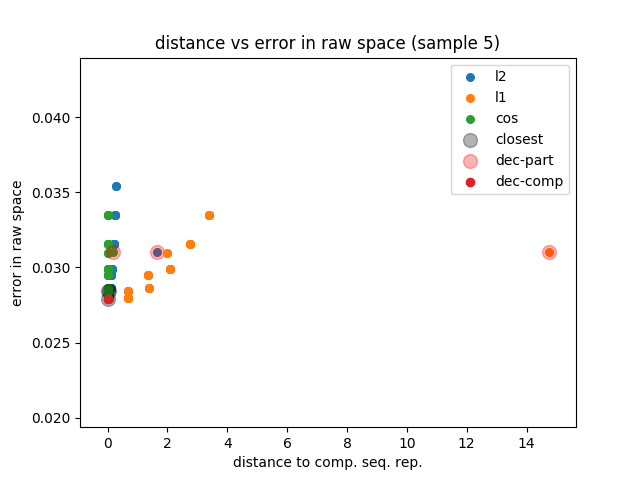 distance vs error in raw space (sample 5)
l2
l1
cos
closest
dec-part
dec-comp
0.040
0.035
0.030
0.025
0.020
error in raw space
0 2 4 6 8 10 12 14
distance to comp. seq. rep.